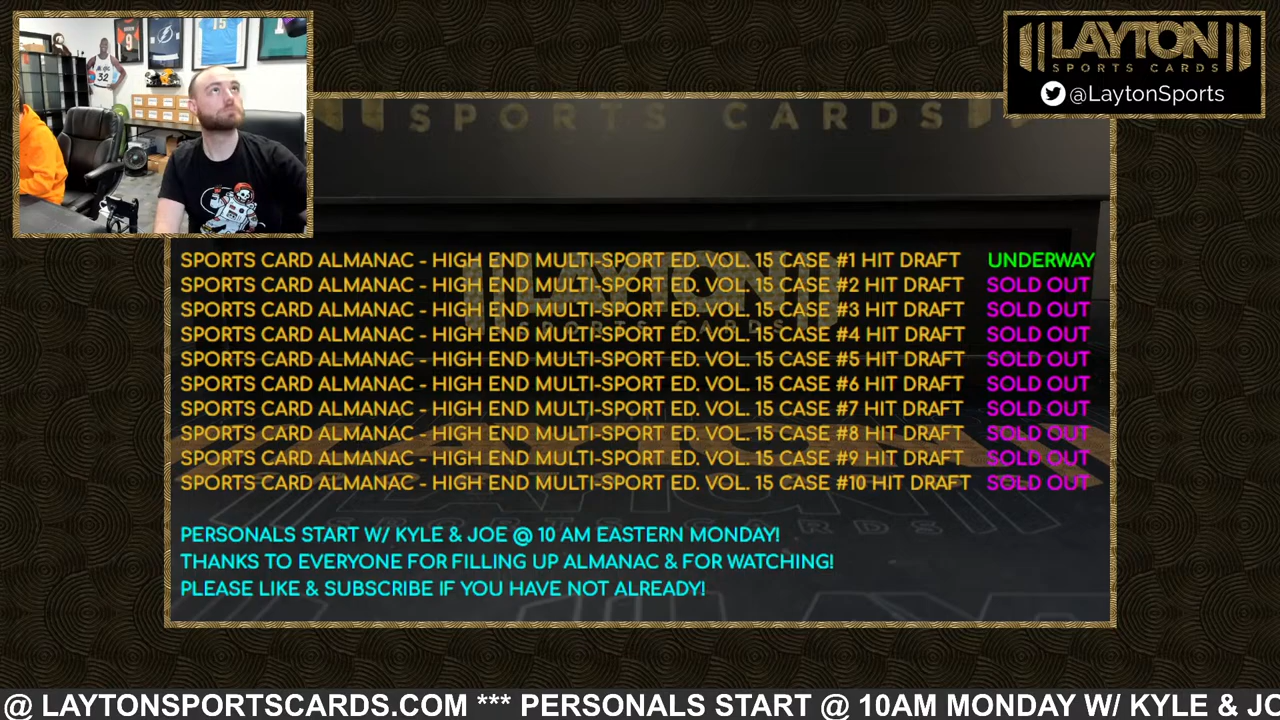 LAYTON
SPORTS CARDS
@LaytonSports
SPORTS CARDS
15
9
32
SPORTS CARD ALMANAC - HIGH END MULTI-SPORT ED. VOL. 15 CASE #1 HIT DRAFT UNDERWAY
SPORTS CARD ALMANAC - HIGH END MULTI-SPORT ED. VOL. 15 CASE #2 HIT DRAFT SOLD OUT
SPORTS CARD ALMANAC - HIGH END MULTI-SPORT ED. VOL. 15 CASE #3 HIT DRAFT SOLD OUT
SPORTS CARD ALMANAC - HIGH END MULTI-SPORT ED. VOL. 15 CASE #4 HIT DRAFT SOLD OUT
SPORTS CARD ALMANAC - HIGH END MULTI-SPORT ED. VOL. 15 CASE #5 HIT DRAFT SOLD OUT
SPORTS CARD ALMANAC - HIGH END MULTI-SPORT ED. VOL. 15 CASE #6 HIT DRAFT SOLD OUT
SPORTS CARD ALMANAC - HIGH END MULTI-SPORT ED. VOL. 15 CASE #7 HIT DRAFT SOLD OUT
SPORTS CARD ALMANAC - HIGH END MULTI-SPORT ED. VOL. 15 CASE #8 HIT DRAFT SOLD OUT
SPORTS CARD ALMANAC - HIGH END MULTI-SPORT ED. VOL. 15 CASE #9 HIT DRAFT SOLD OUT
SPORTS CARD ALMANAC - HIGH END MULTI-SPORT ED. VOL. 15 CASE #10 HIT DRAFT SOLD OUT
PERSONALS START W/ KYLE & JOE @ 10 AM EASTERN MONDAY!
THANKS TO EVERYONE FOR FILLING UP ALMANAC & FOR WATCHING!
PLEASE LIKE & SUBSCRIBE IF YOU HAVE NOT ALREADY!
@ LAYTONSPORTSCARDS.COM *** PERSONALS START @ 10AM MONDAY W/ KYLE & JO